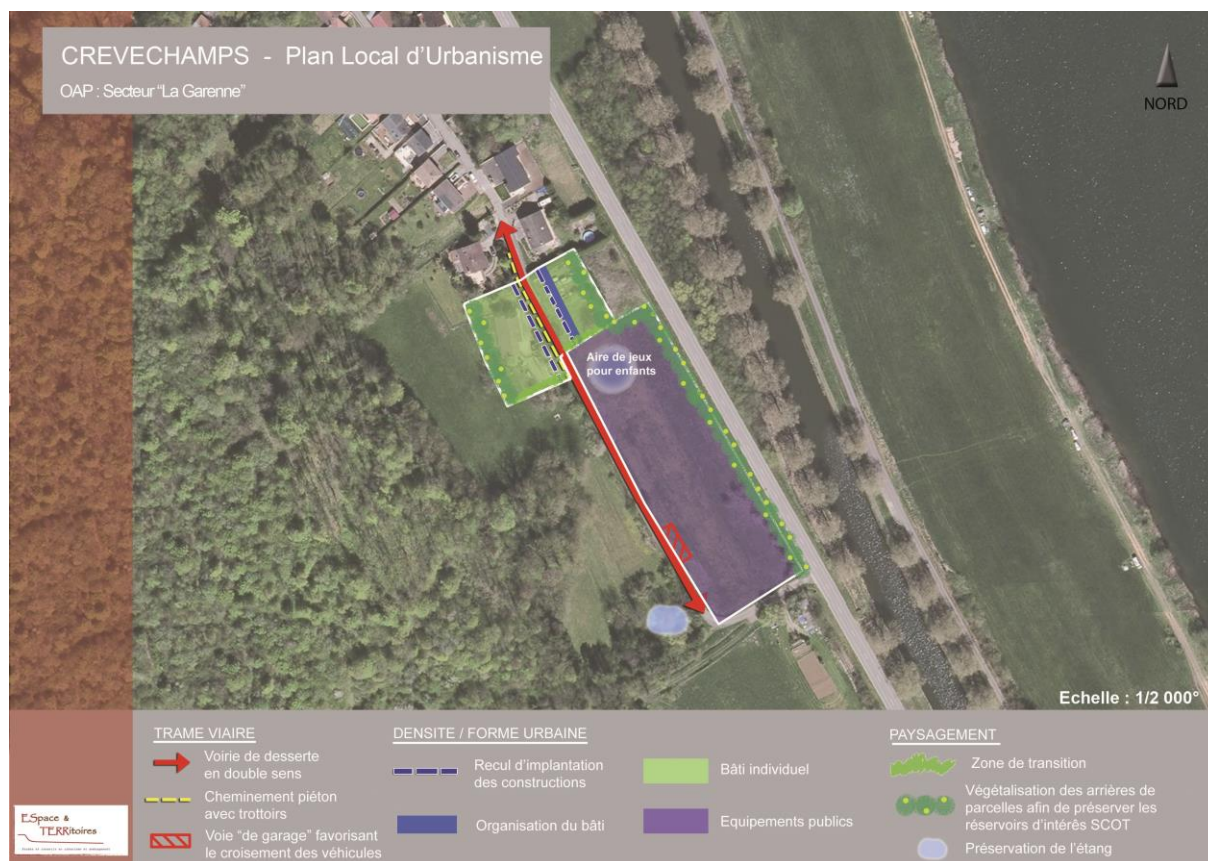 CREVECHAMPS - Plan Local d'Urbanisme
OAP : Secteur "La Garenne"
NORD
Aire de jeux
pour enfants
Echelle : 1/2 000°
TRAME VIAIRE
Voirie de desserte
en double sens
Cheminement piéton
avec trottoirs
Voie "de garage" favorisant
le croisement des véhicules
DENSITE / FORME URBAINE
Recul d'implantation
des constructions
Organisation du bâti
Bâti individuel
Equipements publics
PAYSAGEMENT
Zone de transition
Végétalisation des arrières de
parcelles afin de préserver les
réservoirs d'intérêts SCOT
Préservation de l'étang
ESpace &
TERRitoires